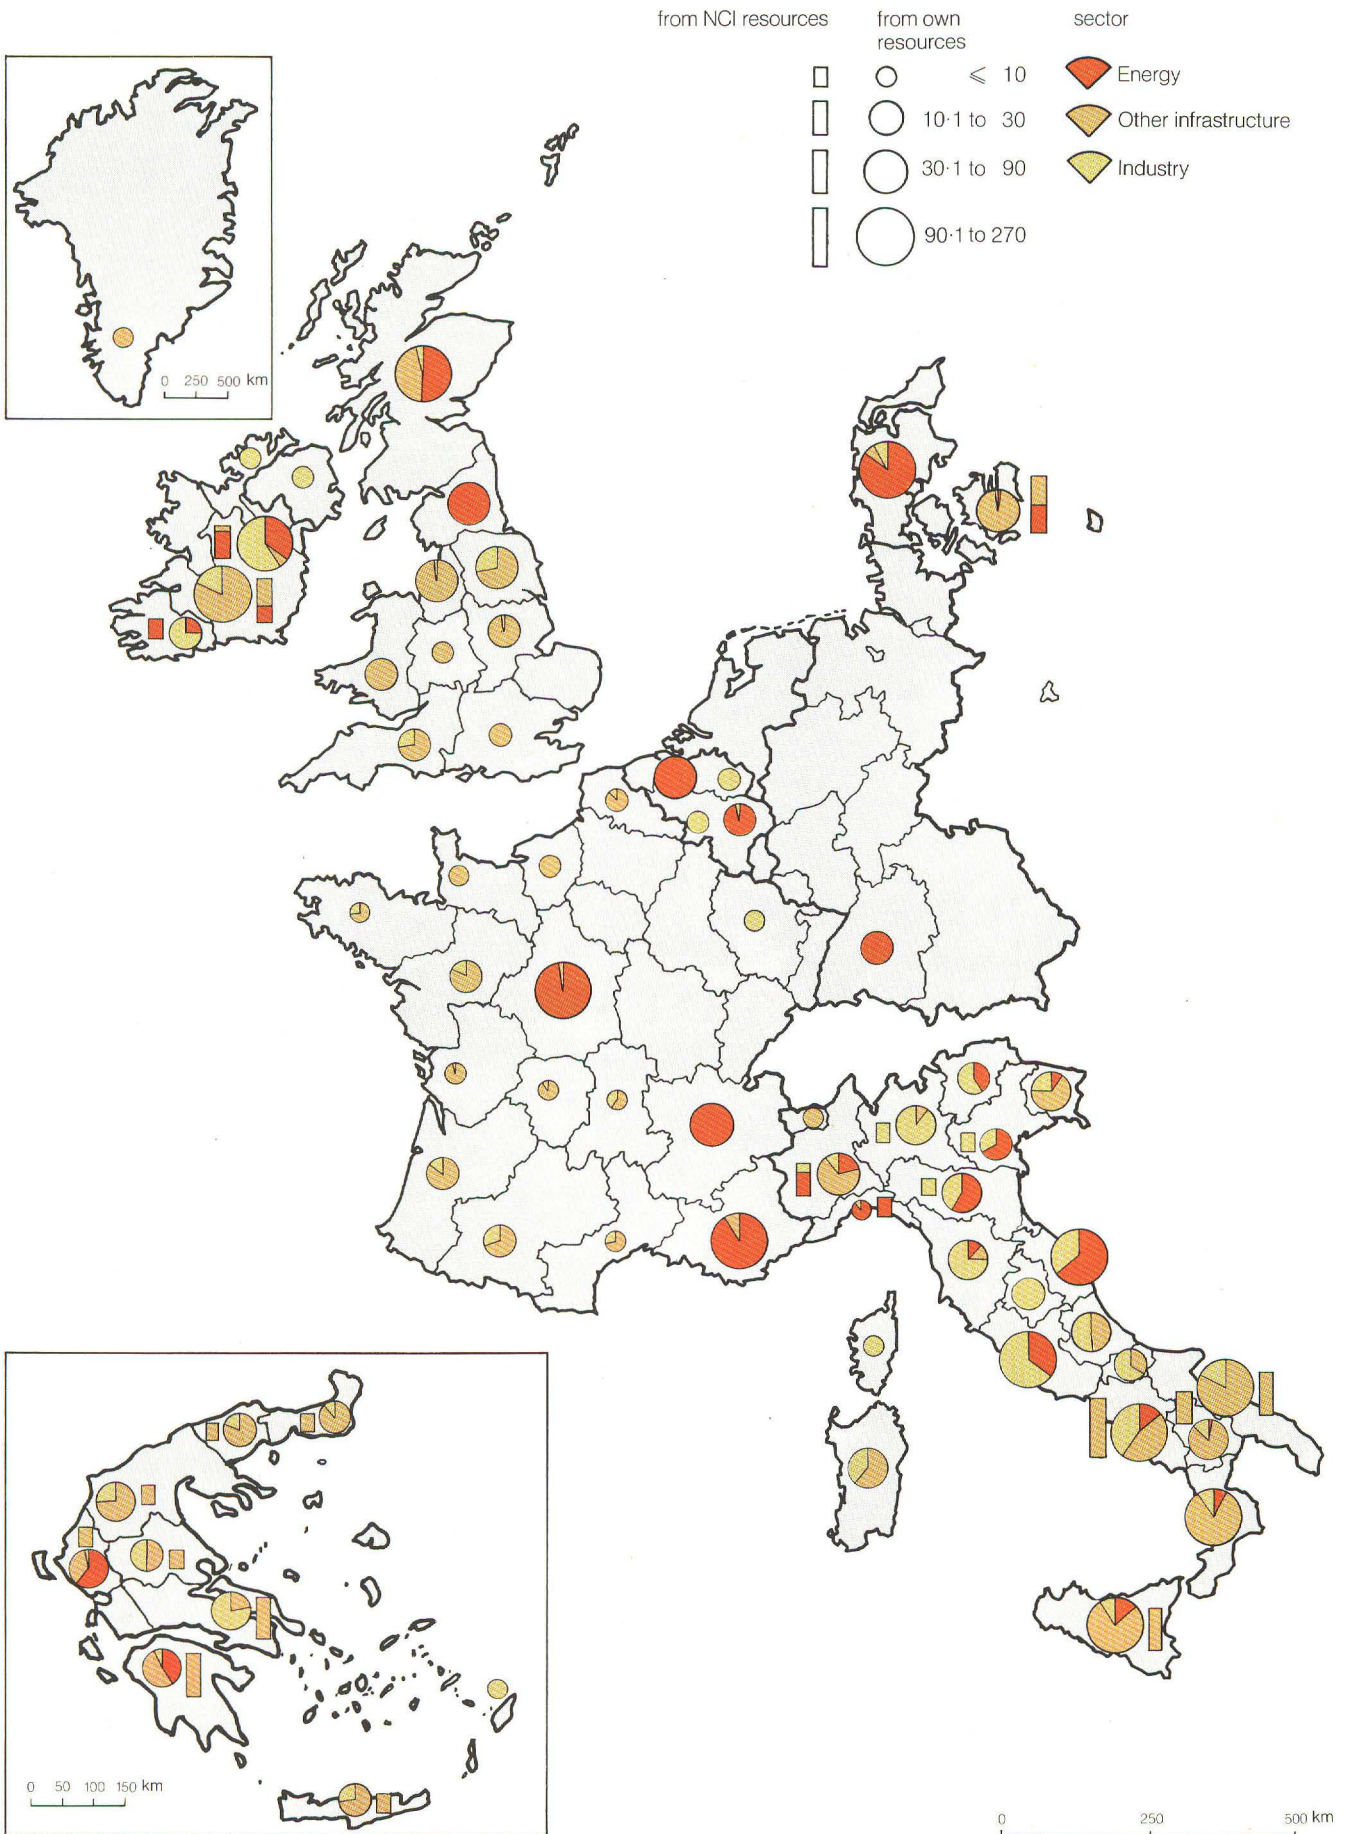 from NCI resources
from own
resources
sector
⩽ 10
Energy
10·1 to 30
Other infrastructure
30·1 to 90
Industry
90·1 to 270
0 250 500 km
0 50 100 150 km
0 250 500 km